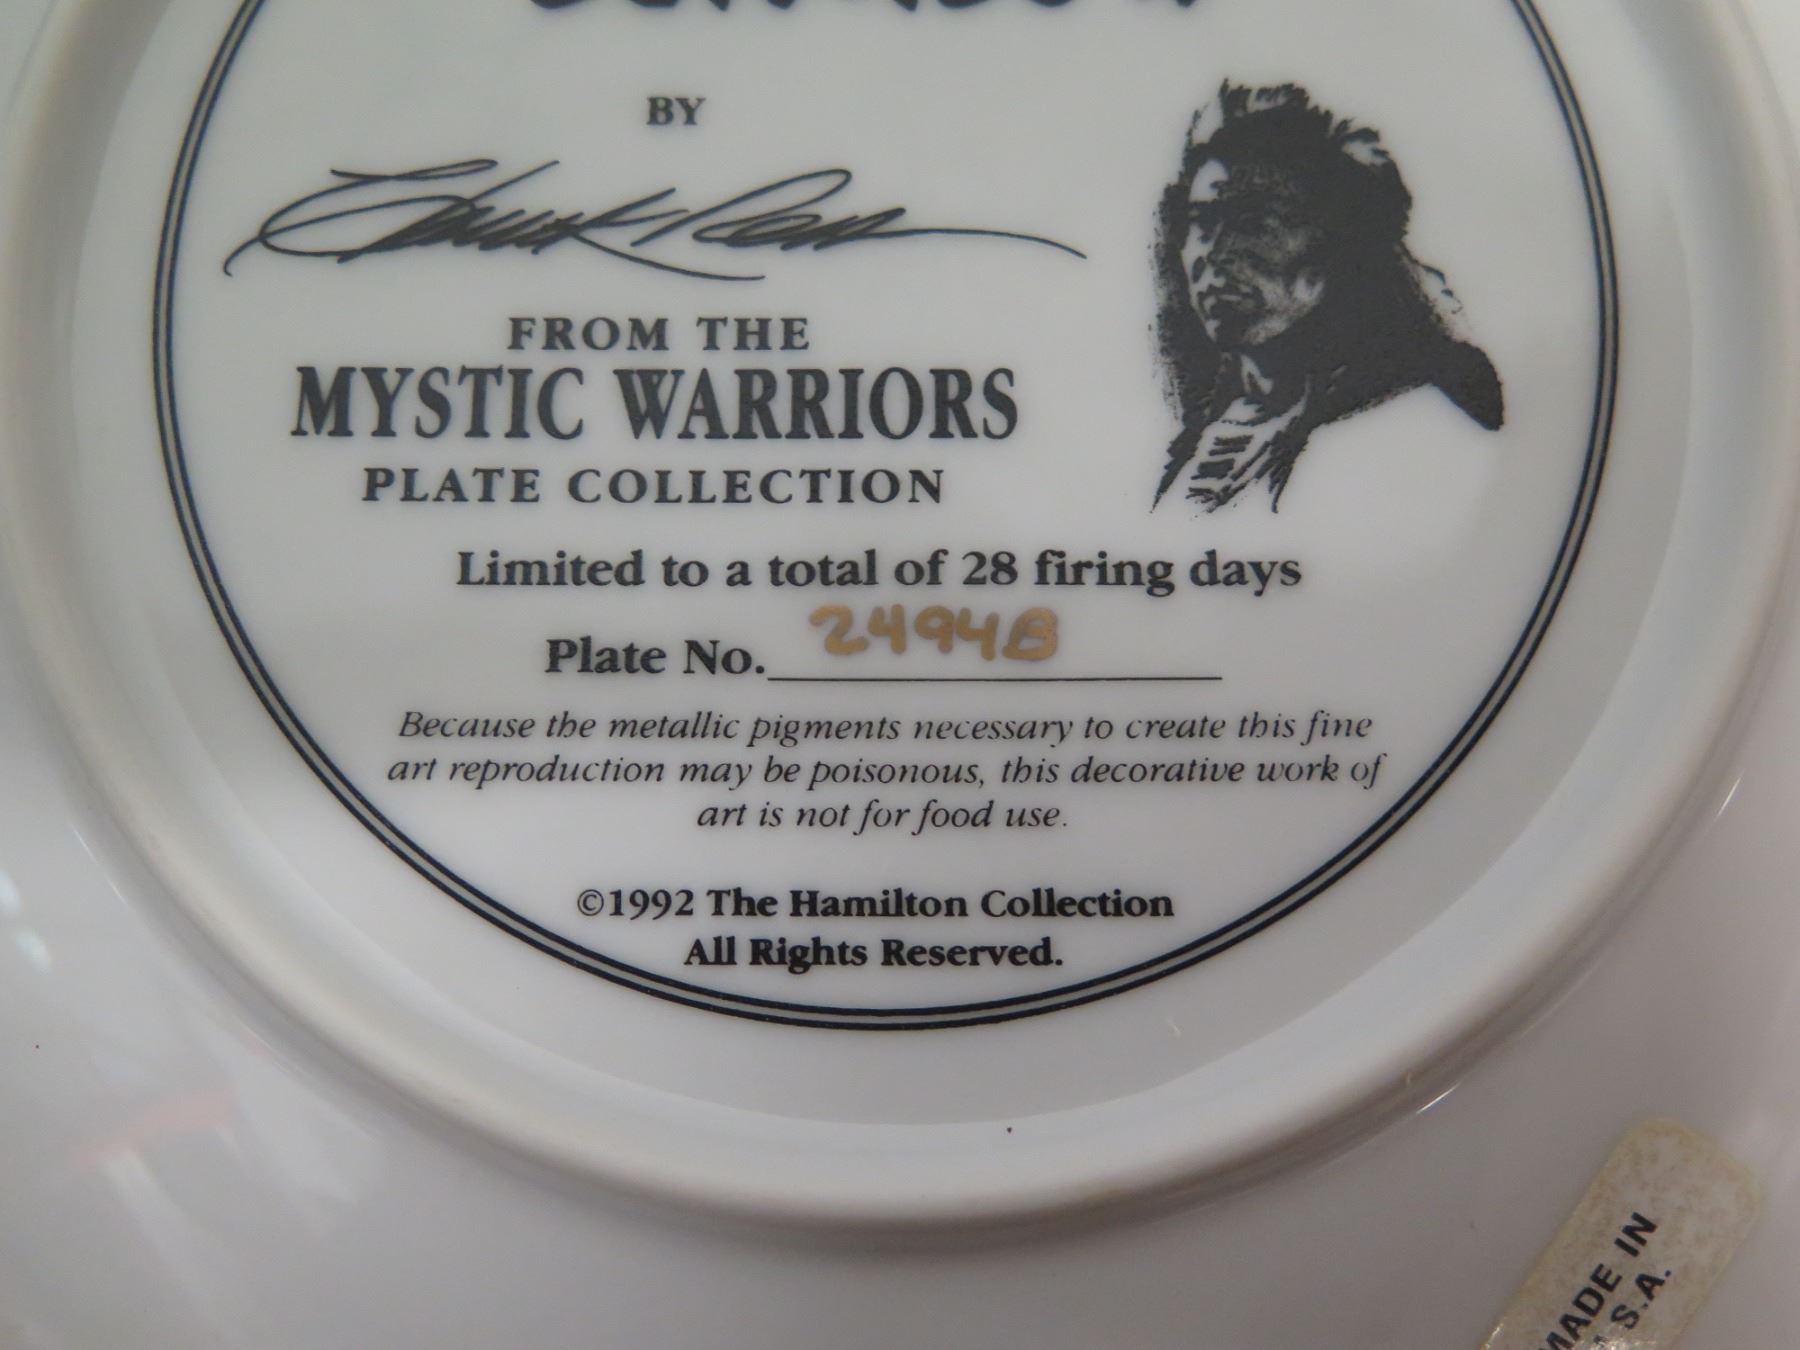 BY
Chuck Ren
FROM THE
MYSTIC WARRIORS
PLATE COLLECTION
Limited to a total of 28 firing days
Plate No. 2494B
Because the metallic pigments necessary to create this fine
art reproduction may be poisonous, this decorative work of
art is not for food use.
©1992 The Hamilton Collection
All Rights Reserved.
MADE IN
U.S.A.